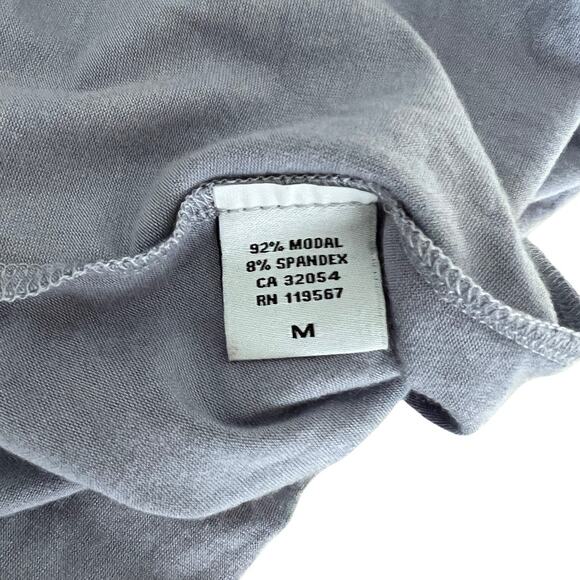 92% MODAL
8% SPANDEX
CA 32054
RN 119567
M